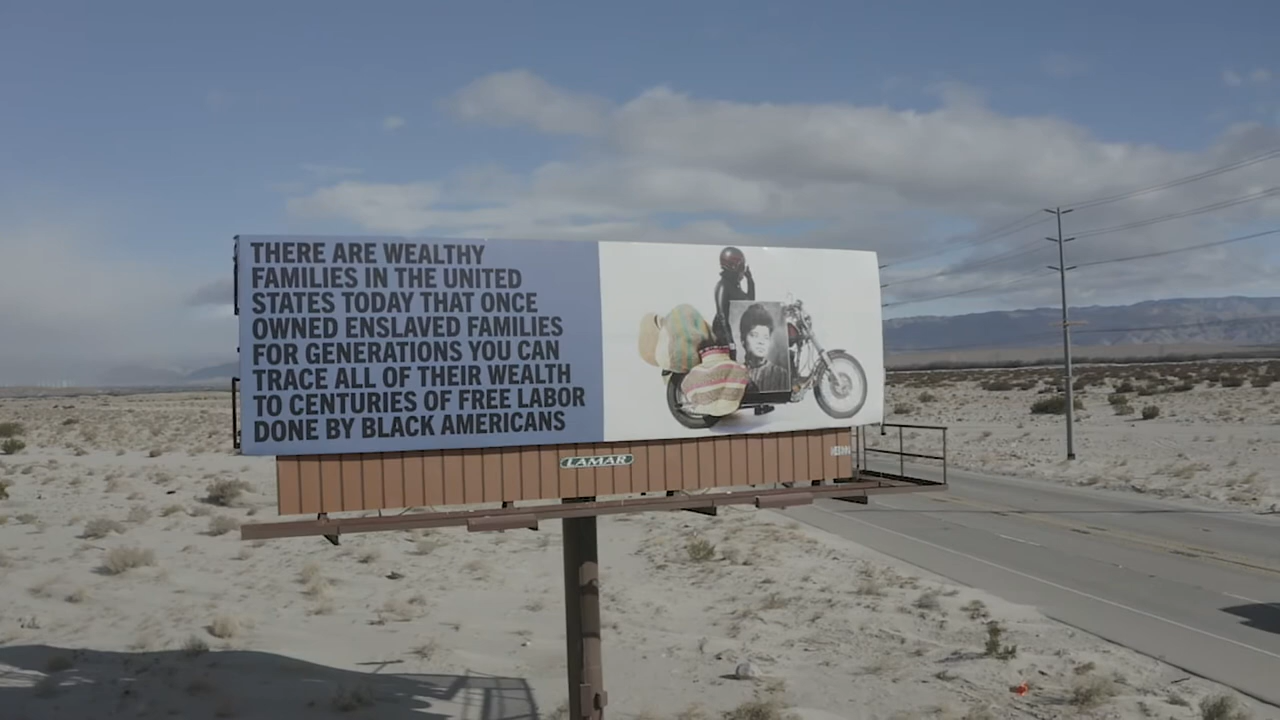 THERE ARE WEALTHY
FAMILIES IN THE UNITED
STATES TODAY THAT ONCE
OWNED ENSLAVED FAMILIES
FOR GENERATIONS YOU CAN
TRACE ALL OF THEIR WEALTH
TO CENTURIES OF FREE LABOR
DONE BY BLACK AMERICANS
LAMAR